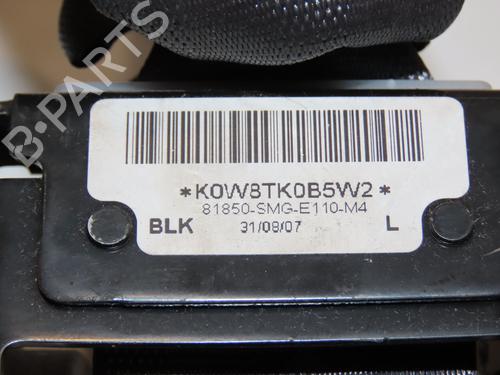 B-PARTS
*K0W8TK0B5W2*
81850-SMG-E110-M4
BLK 31/08/07 L